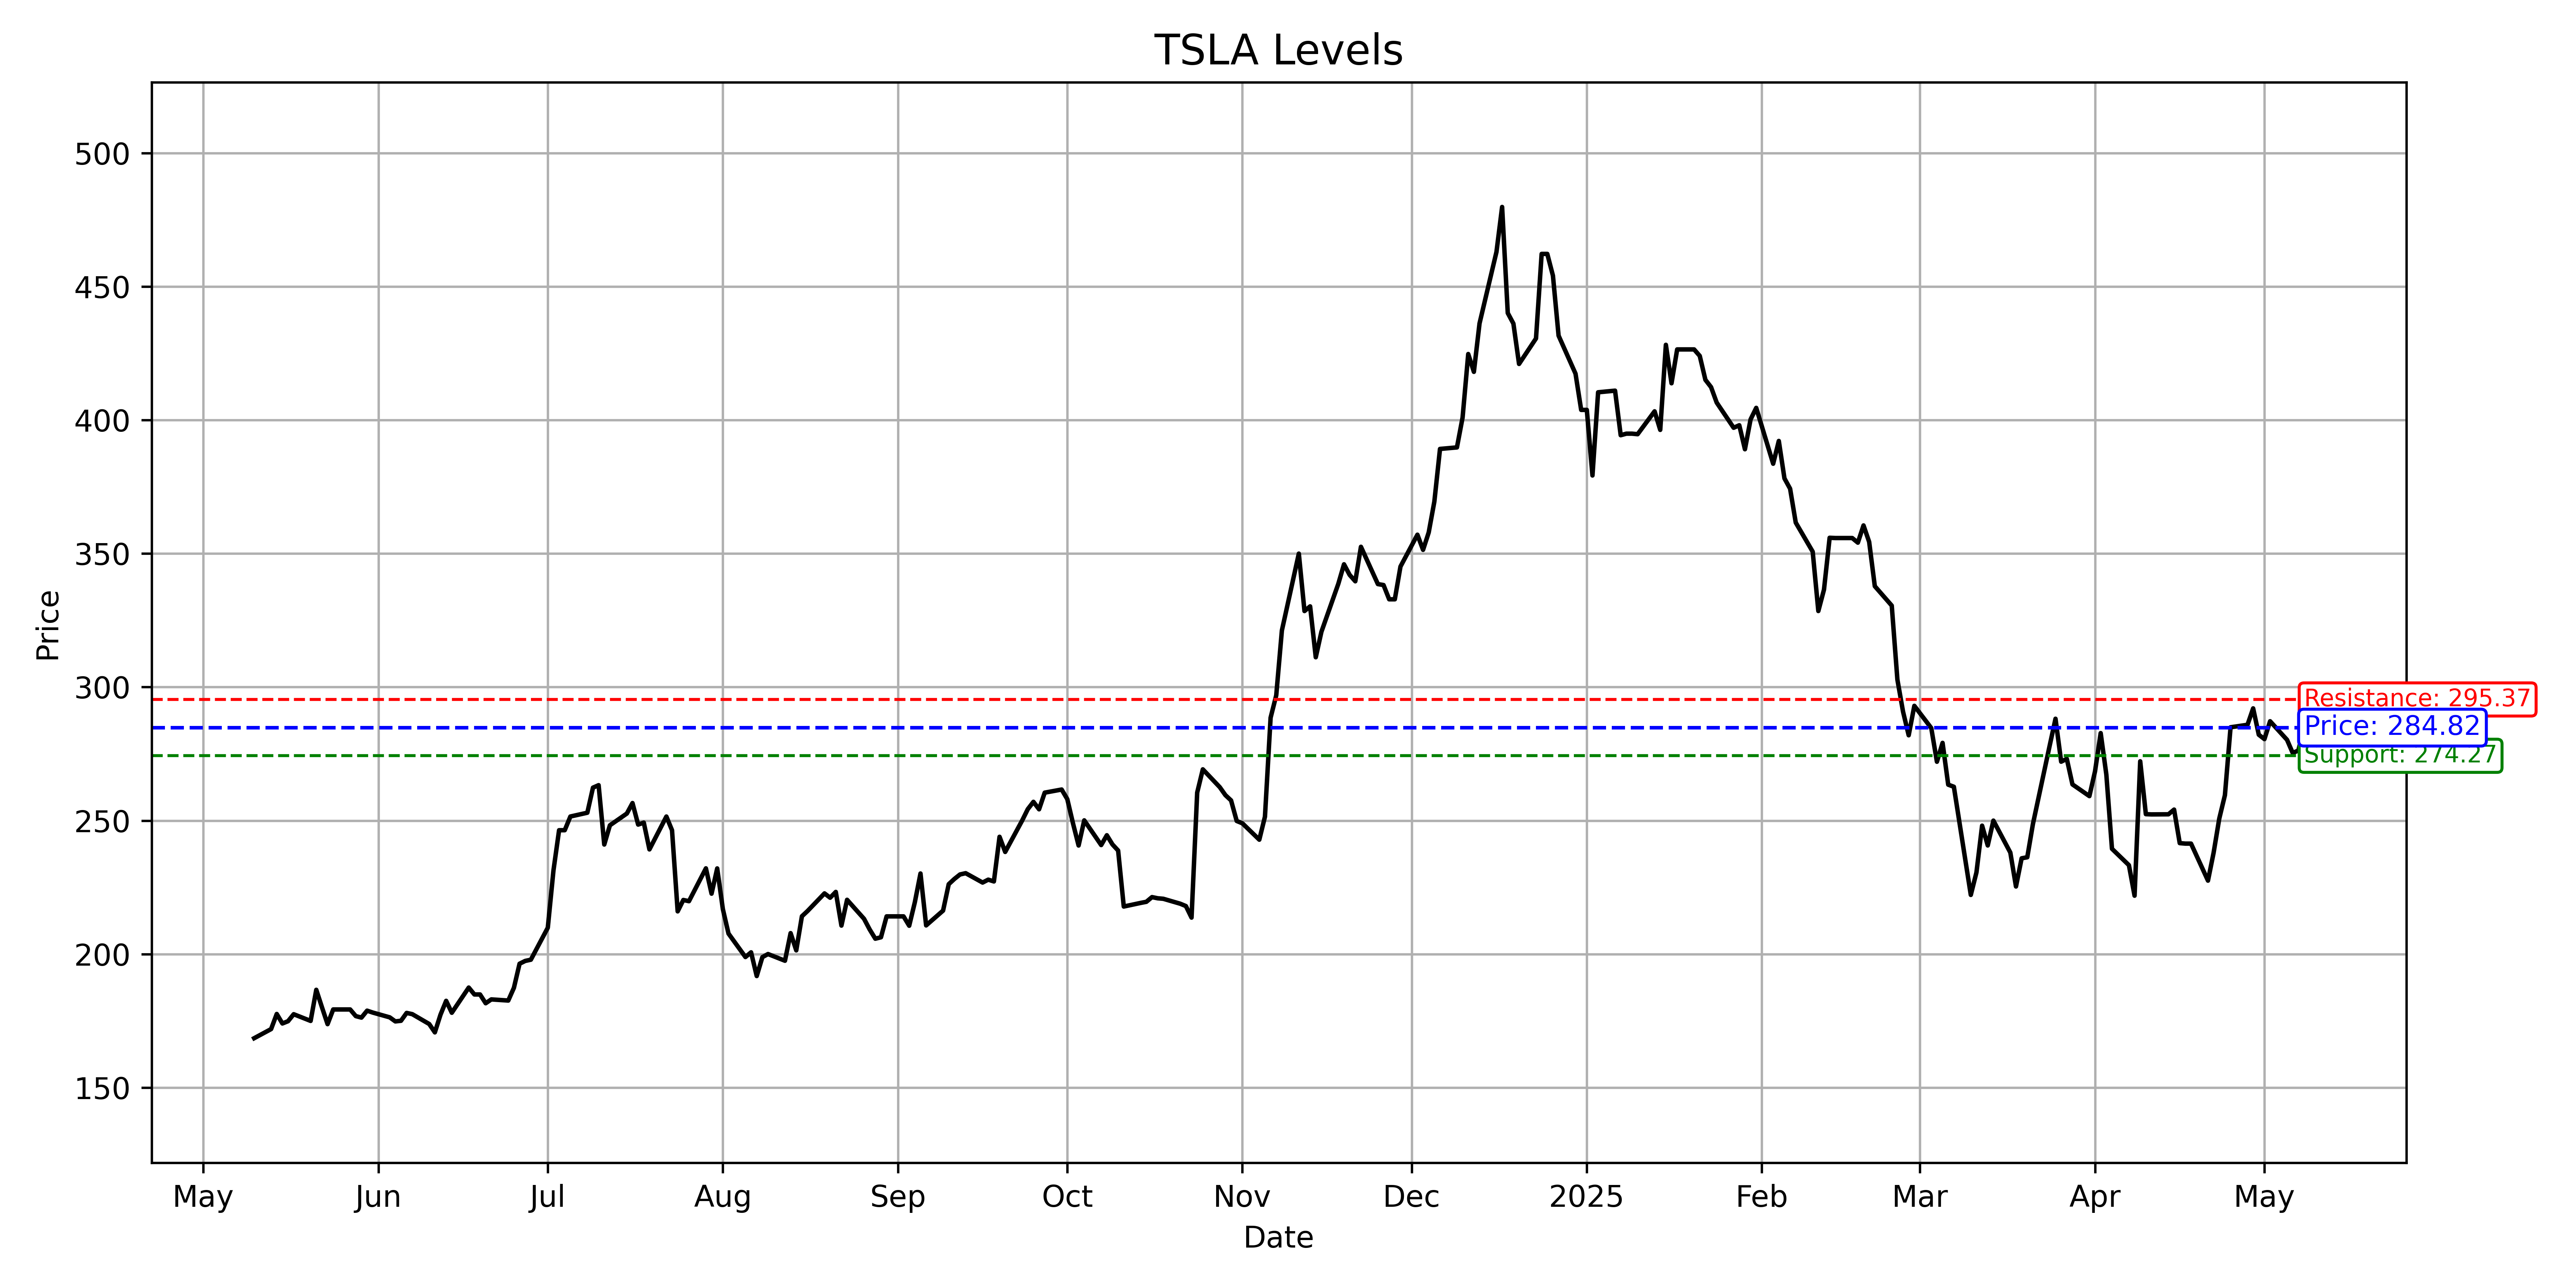 TSLA Levels
Price
500
450
400
350
300
250
200
150
Resistance: 295.37
Price: 284.82
Support: 274.27
May Jun Jul Aug Sep Oct Nov Dec 2025 Feb Mar Apr May
Date